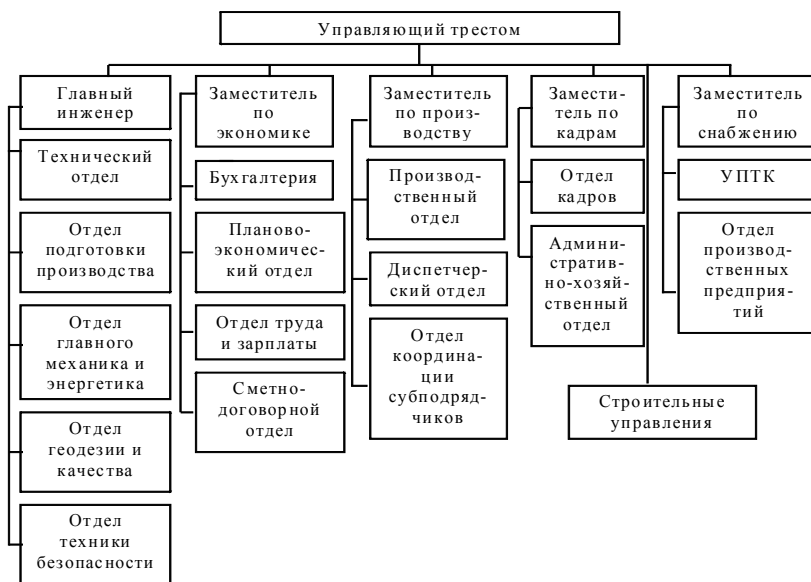 Управляющий трестом
Главный
инженер
Технический
отдел
Отдел
подготовки
производства
Отдел
главного
механика и
энергетика
Отдел
геодезии и
качества
Отдел
техники
безопасности
Заместитель
по
экономике
Бухгалтерия
Планово-
экономичес-
кий отдел
Отдел труда
и зарплаты
Сметно-
договорной
отдел
Заместитель
по произ-
водству
Производ-
ственный
отдел
Диспетчер-
ский отдел
Отдел
координа-
ции
субподряд-
чиков
Замести-
тель по
кадрам
Отдел
кадров
Админи-
стратив-
но-хозяй-
ственный
отдел
Строительные
управления
Заместитель
по
снабжению
УПТК
Отдел
производ-
ственных
предприя-
тий